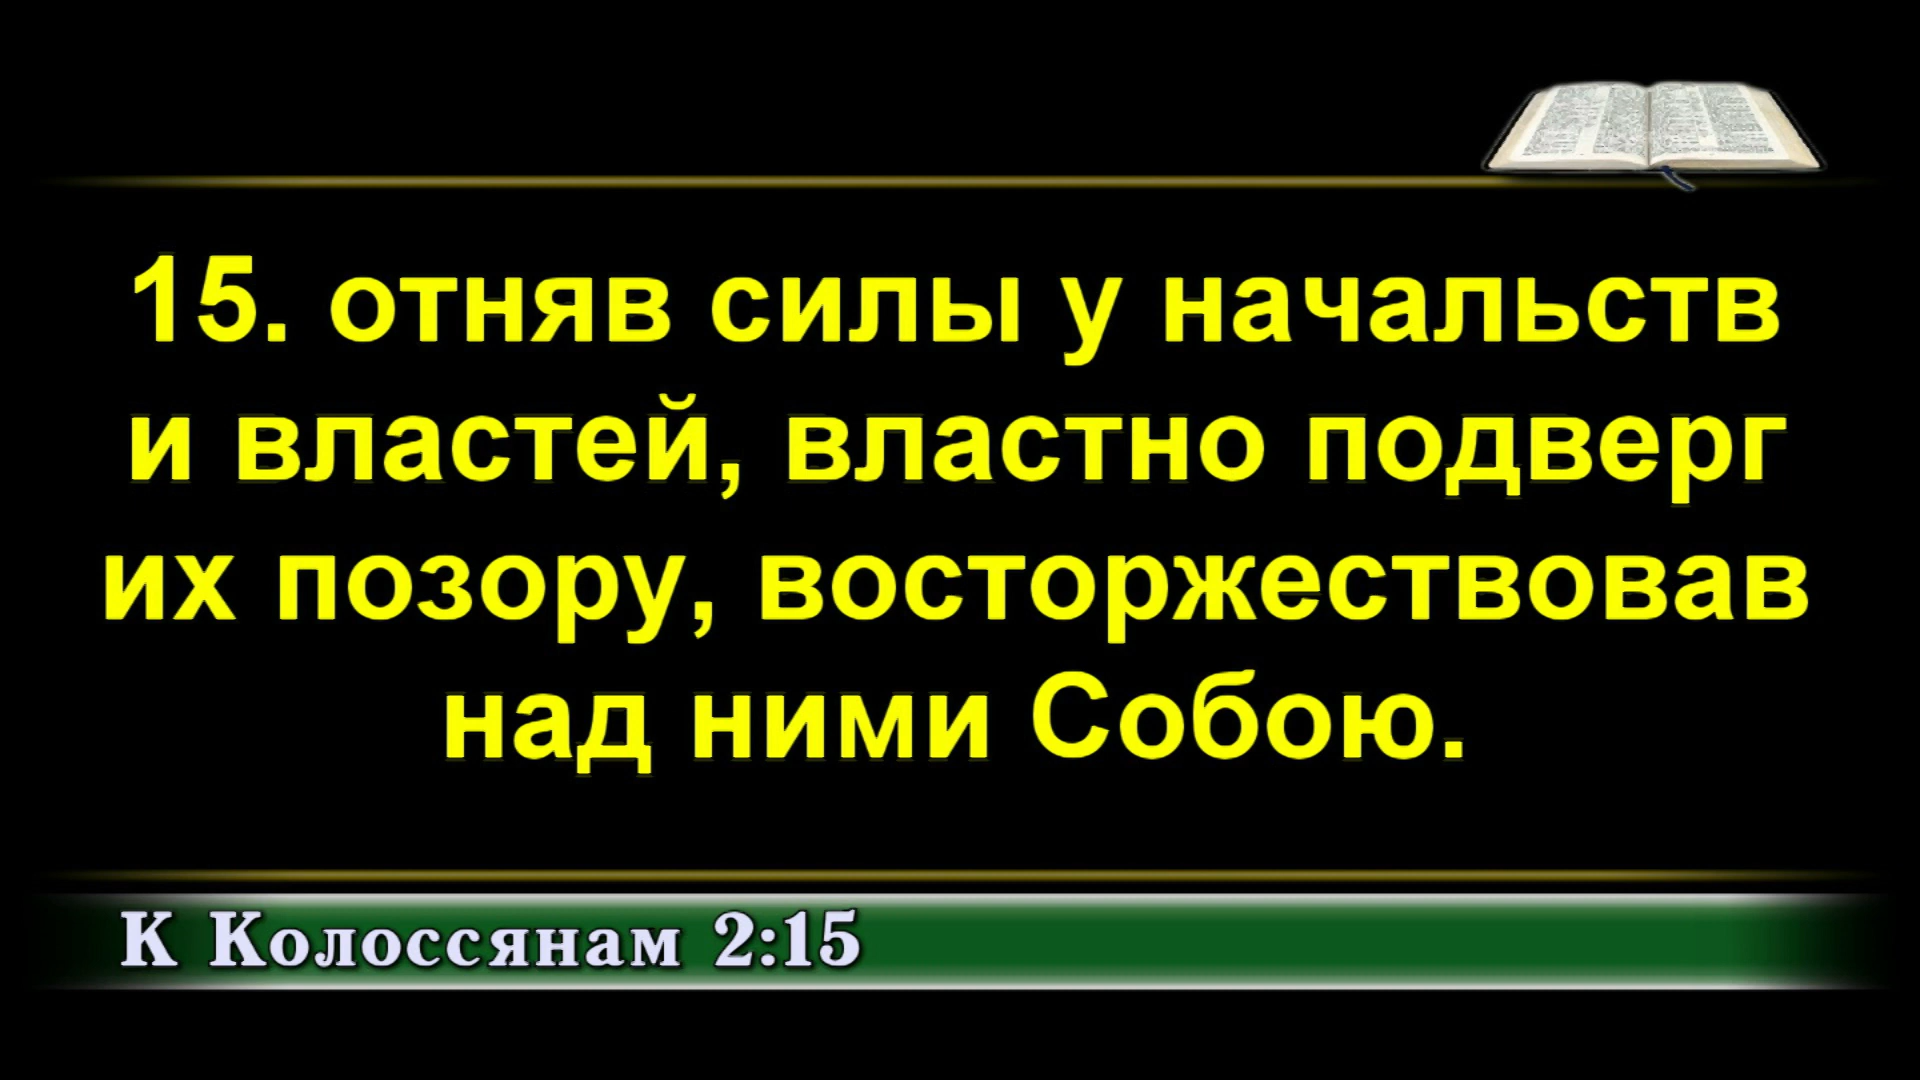 15. отняв силы у начальств
и властей, властно подверг
их позору, восторжествовав
над ними Собою.
К Колоссянам 2:15